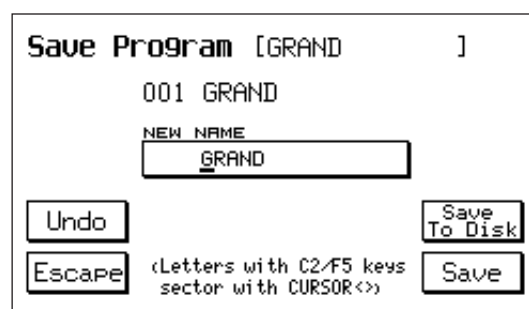 Save Program [GRAND ]
001 GRAND
NEW NAME
GRAND
Undo
Save
To Disk
Escape
(Letters with C2/F5 keys
sector with CURSOR<>)
Save